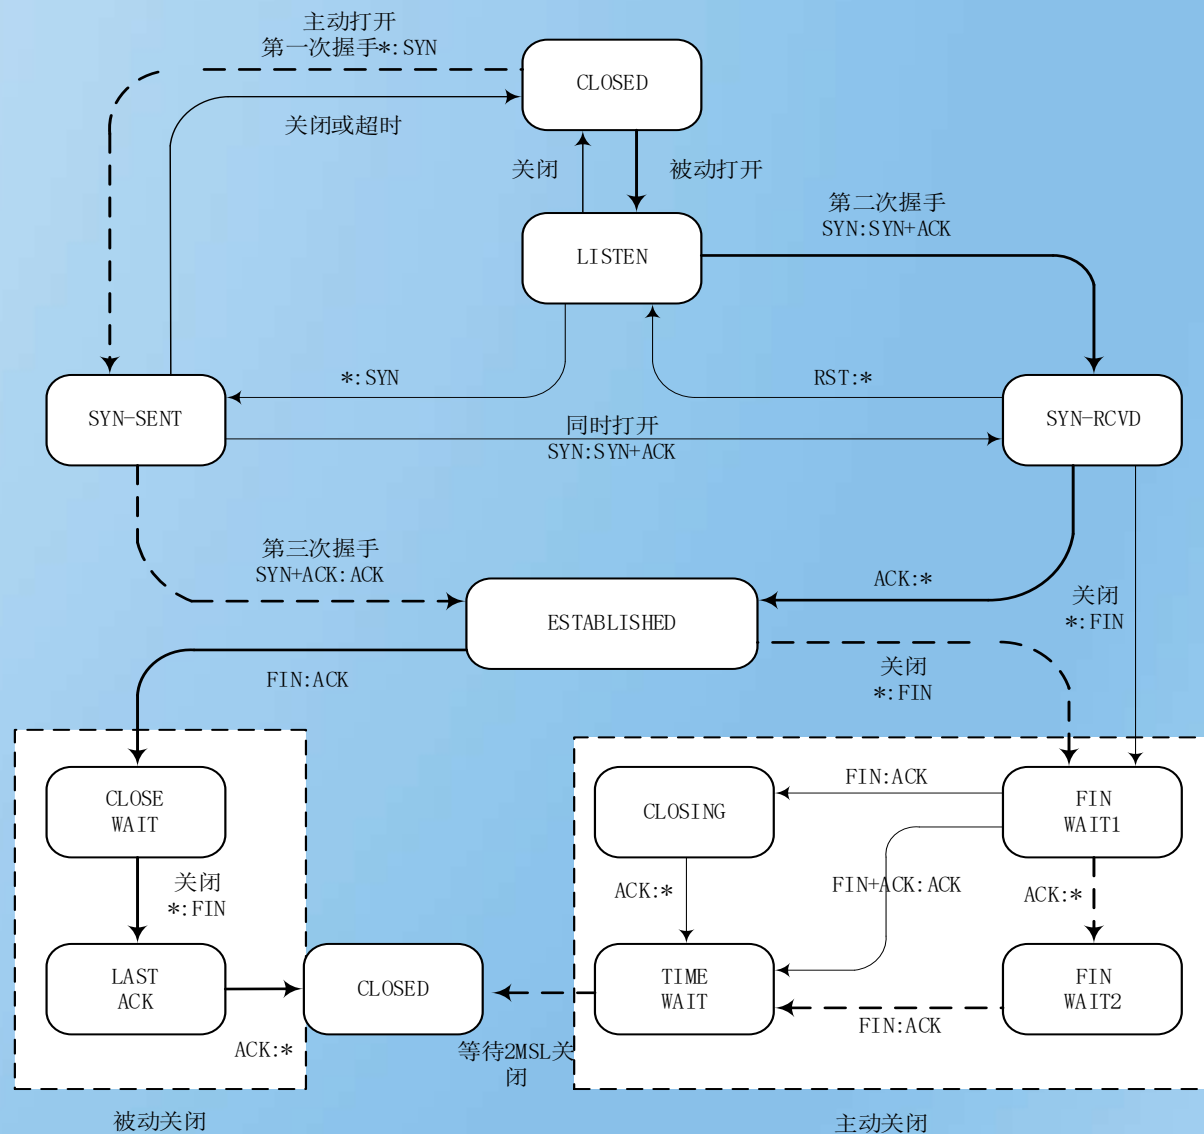 主动打开
第一次握手*:SYN
CLOSED
关闭或超时
关闭
被动打开
第二次握手
SYN:SYN+ACK
LISTEN
*:SYN
RST:*
SYN-SENT
同时打开
SYN:SYN+ACK
SYN-RCVD
第三次握手
SYN+ACK:ACK
ACK:*
关闭
*:FIN
ESTABLISHED
FIN:ACK
关闭
*:FIN
CLOSE
WAIT
关闭
*:FIN
LAST
ACK
ACK:*
CLOSED
等待2MSL关
闭
CLOSING
FIN:ACK
FIN
WAIT1
ACK:*
FIN+ACK:ACK
ACK:*
TIME
WAIT
FIN:ACK
FIN
WAIT2
被动关闭
主动关闭